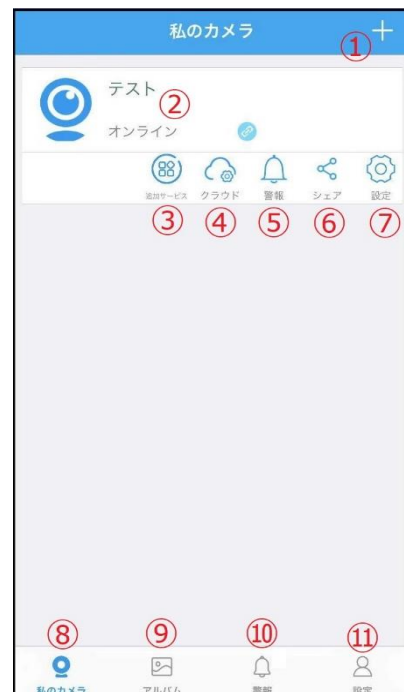 私のカメラ
①
テスト
②
オンライン
追加サービス クラウド 警報 シェア 設定
③ ④ ⑤ ⑥ ⑦
⑧ ⑨ ⑩ ⑪
私のカメラ アルバム 警報 設定